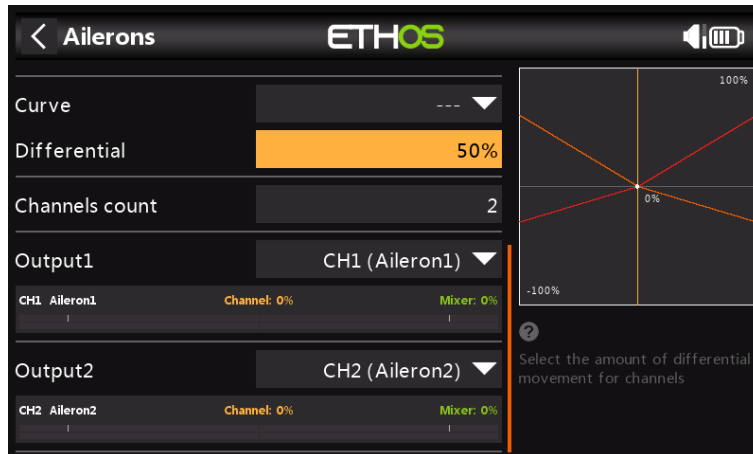 Ailerons
ETHOS
Curve
---
Differential
50%
Channels count
2
Output1
CH1 (Aileron1)
CH1 Aileron1
Channel: 0%
Mixer: 0%
Output2
CH2 (Aileron2)
CH2 Aileron2
Channel: 0%
Mixer: 0%
100%
0%
-100%
?
Select the amount of differential
movement for channels